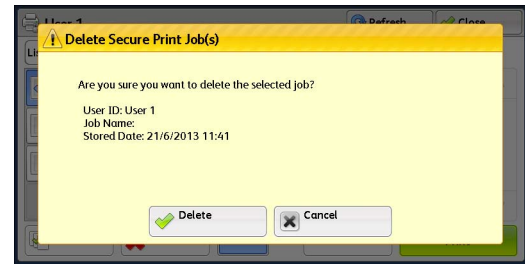 User 1
Refresh
Close
Delete Secure Print Job(s)
Are you sure you want to delete the selected job?
User ID: User 1
Job Name:
Stored Date: 21/6/2013 11:41
Delete
Cancel